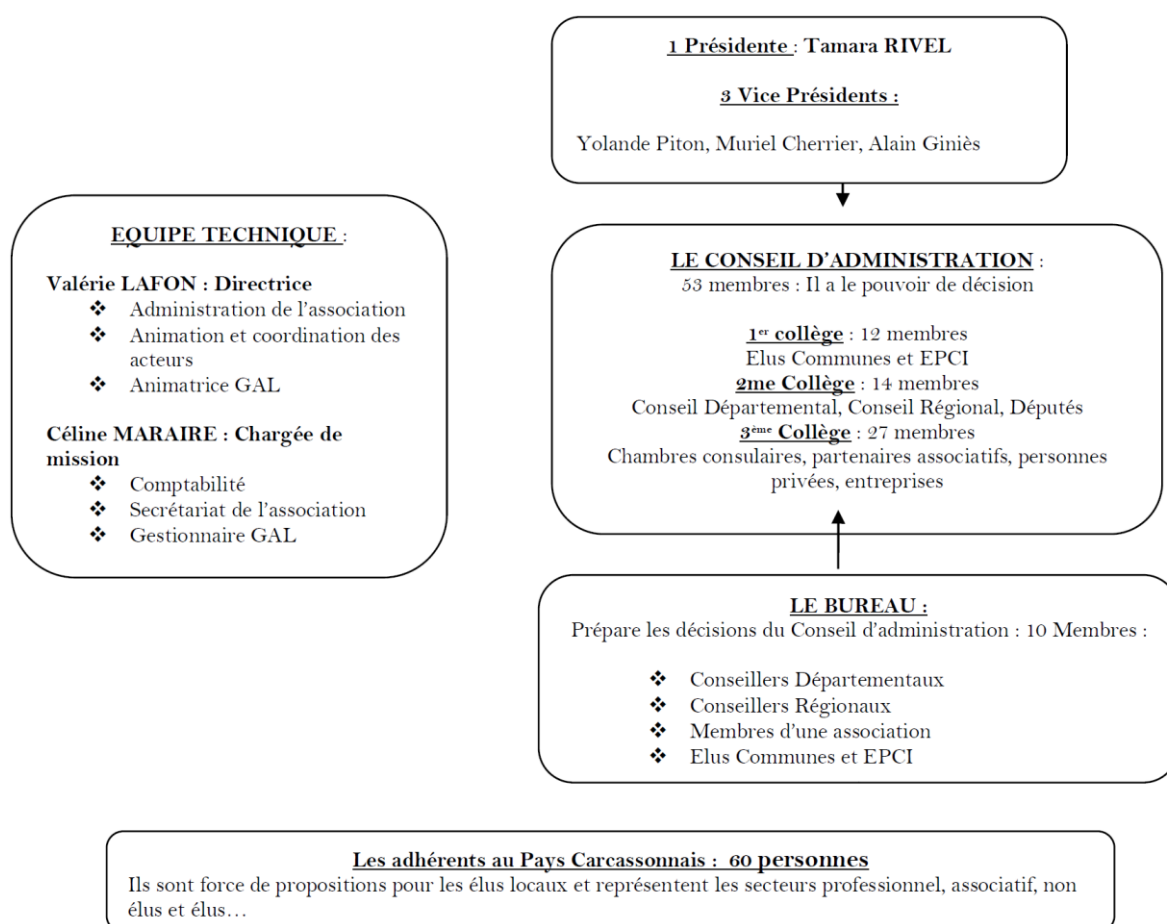 1 Présidente : Tamara RIVEL
3 Vice Présidents :
Yolande Piton, Muriel Cherrier, Alain Giniès
EQUIPE TECHNIQUE :
Valérie LAFON : Directrice
❖ Administration de l'association
❖ Animation et coordination des
acteurs
❖ Animatrice GAL
Céline MARAIRE : Chargée de
mission
❖ Comptabilité
❖ Secrétariat de l'association
❖ Gestionnaire GAL
LE CONSEIL D'ADMINISTRATION :
53 membres : Il a le pouvoir de décision
1er collège : 12 membres
Elus Communes et EPCI
2me Collège : 14 membres
Conseil Départemental, Conseil Régional, Députés
3ème Collège : 27 membres
Chambres consulaires, partenaires associatifs, personnes
privées, entreprises
LE BUREAU :
Prépare les décisions du Conseil d'administration : 10 Membres :
❖ Conseillers Départementaux
❖ Conseillers Régionaux
❖ Membres d'une association
❖ Elus Communes et EPCI
Les adhérents au Pays Carcassonnais : 60 personnes
Ils sont force de propositions pour les élus locaux et représentent les secteurs professionnel, associatif, non
élus et élus…